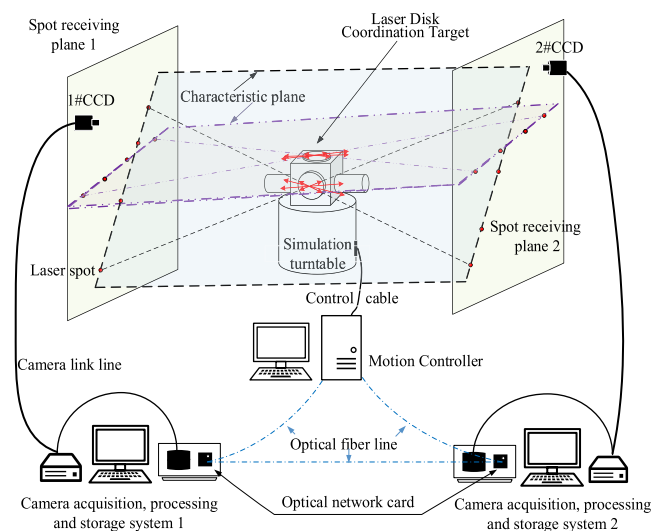 Laser Disk
Coordination Target
Spot receiving
plane 1
2#CCD
1#CCD
Characteristic plane
Simulation
turntable
Spot receiving
plane 2
Laser spot
Control cable
Motion Controller
Camera link line
Optical fiber line
Optical network card
Camera acquisition, processing
and storage system 1
Camera acquisition, processing
and storage system 2